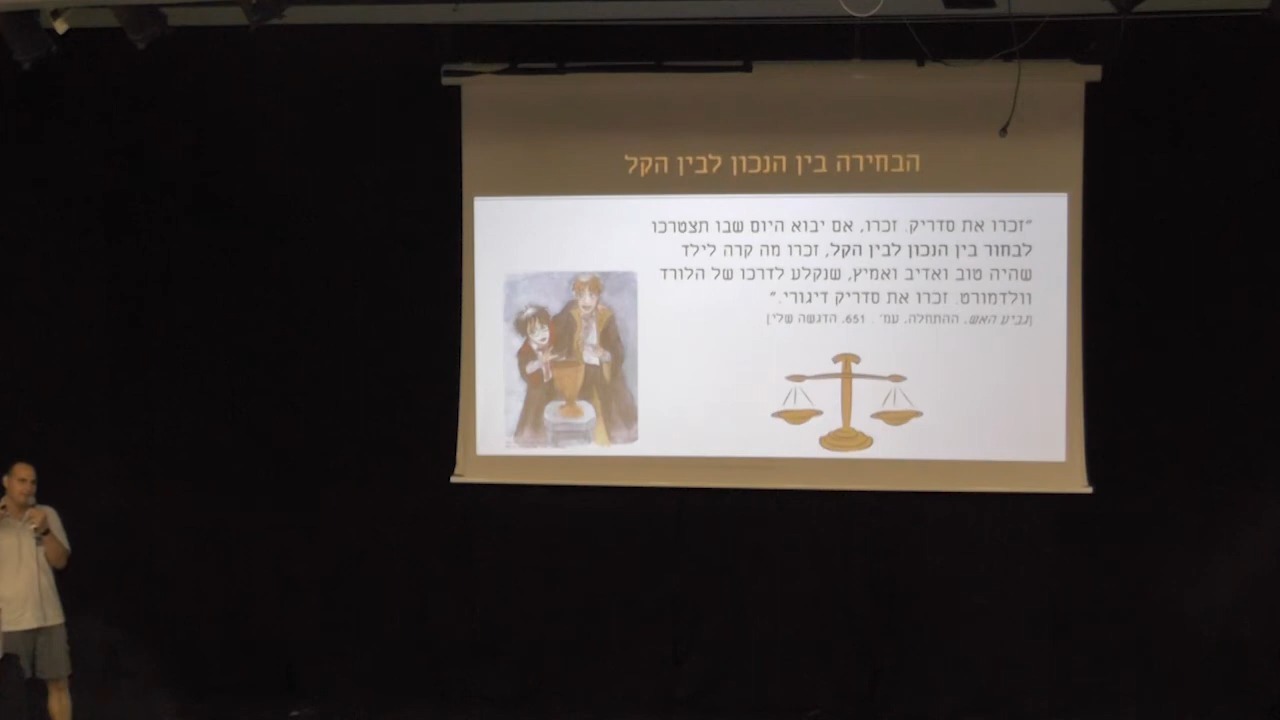 הבחירה בין הנכון לבין הקל
"זכרו את סדריק. זכרו, אם יבוא היום שבו תצטרכו
לבחור בין הנכון לבין הקל, זכרו מה קרה לילד
שהיה טוב ואדיב ואמיץ, שנקלע לדרכו של הלורד
וולדמורט. זכרו את סדריק דיגורי."
(גביע האש, ההתחלה, עמ' . 651, הדגשה שלי)